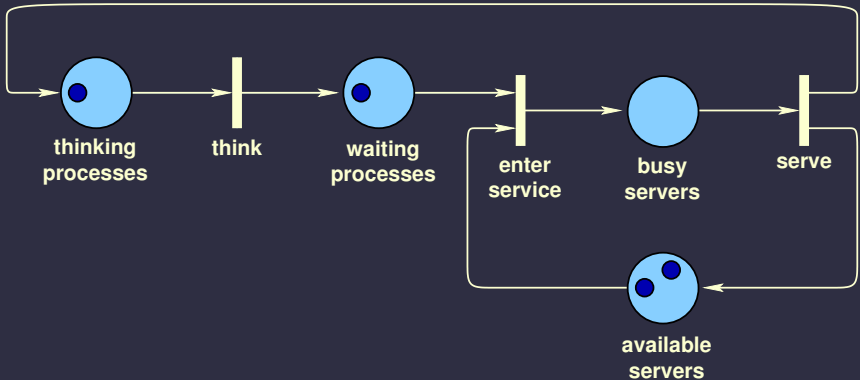 thinking
processes
think
waiting
processes
enter
service
busy
servers
serve
available
servers